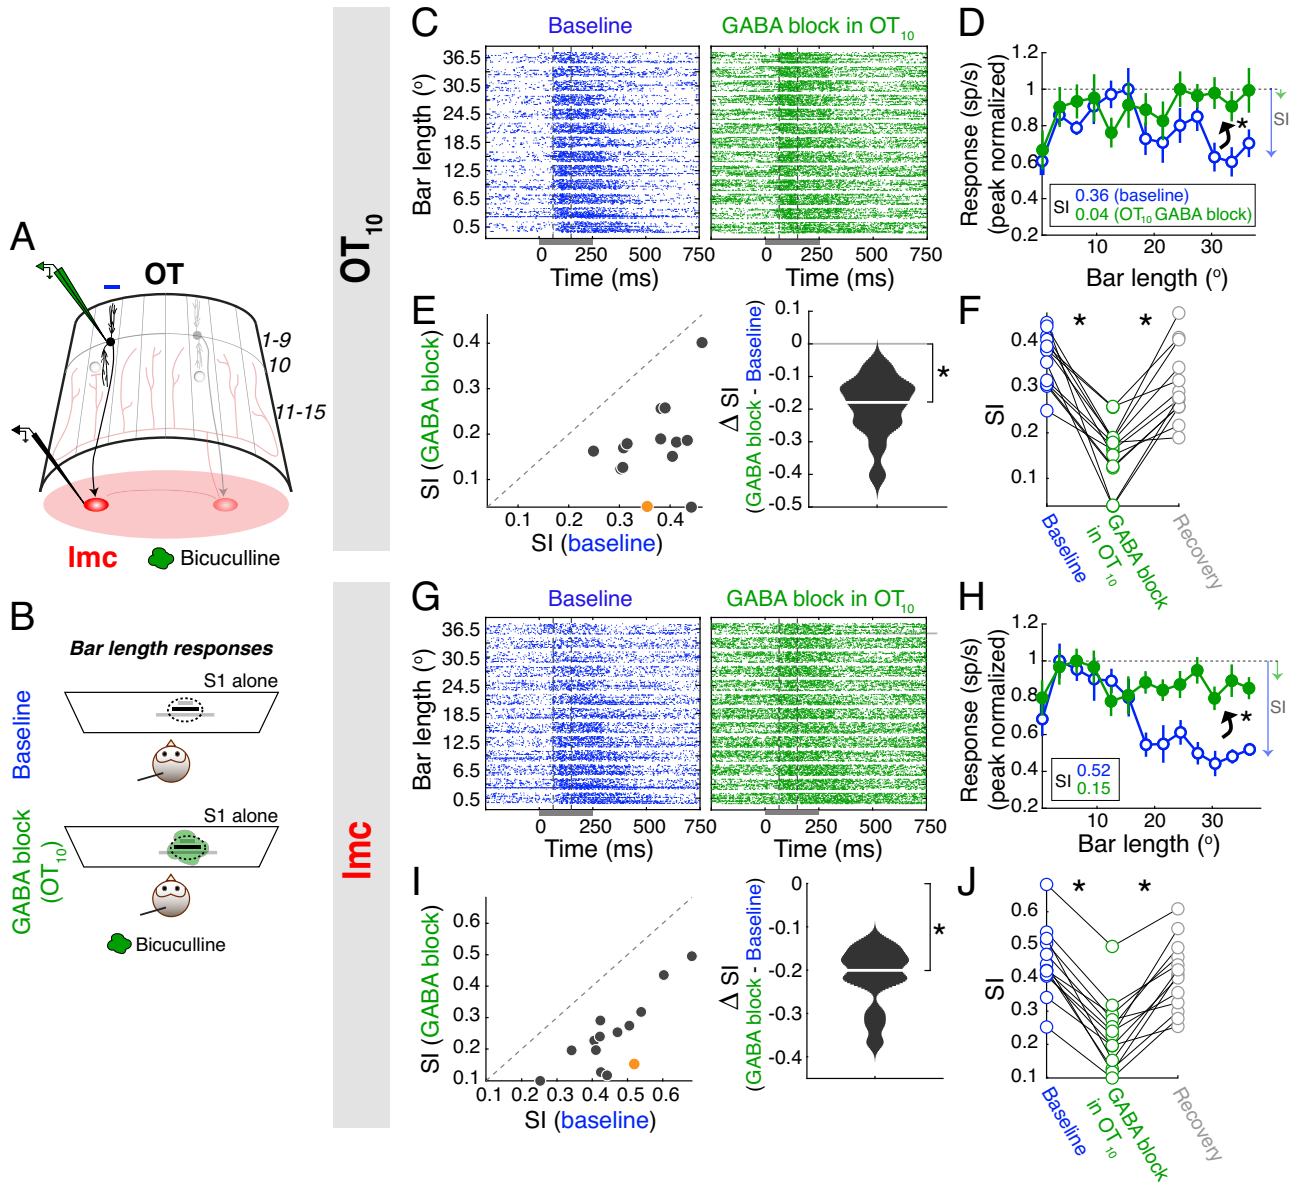 A
OT
1-9
10
11-15
Imc
Bicuculline
B
Bar length responses
S1 alone
Baseline
S1 alone
GABA block
(OT10)
Bicuculline
OT10
C
Baseline
GABA block in OT10
Bar length (o)
36.5
30.5
24.5
18.5
12.5
6.5
0.5
0 250 500 750
0 250 500 750
Time (ms)
Time (ms)
D
Response (sp/s)
(peak normalized)
1.2
1
0.8
0.6
0.4
0.2
SI
*
SI 0.36 (baseline)
0.04 (OT10 GABA block)
10 20 30
Bar length (o)
E
SI (GABA block)
0.4
0.3
0.2
0.1
0.1 0.2 0.3 0.4
SI (baseline)
Δ SI
(GABA block - Baseline)
0.1
0
-0.1
-0.2
-0.3
-0.4
-0.5
*
F
* *
SI
0.4
0.3
0.2
0.1
Baseline
GABA block
in OT10
Recovery
Imc
G
Baseline
GABA block in OT10
Bar length (o)
36.5
30.5
24.5
18.5
12.5
6.5
0.5
0 250 500 750
0 250 500 750
Time (ms)
Time (ms)
H
Response (sp/s)
(peak normalized)
1.2
1
0.8
0.6
0.4
0.2
SI
*
SI 0.52
0.15
10 20 30
Bar length (o)
I
SI (GABA block)
0.6
0.5
0.4
0.3
0.2
0.1
0.1 0.2 0.3 0.4 0.5 0.6
SI (baseline)
Δ SI
(GABA block - Baseline)
0
-0.1
-0.2
-0.3
-0.4
*
J
* *
SI
0.6
0.5
0.4
0.3
0.2
0.1
Baseline
GABA block
in OT10
Recovery